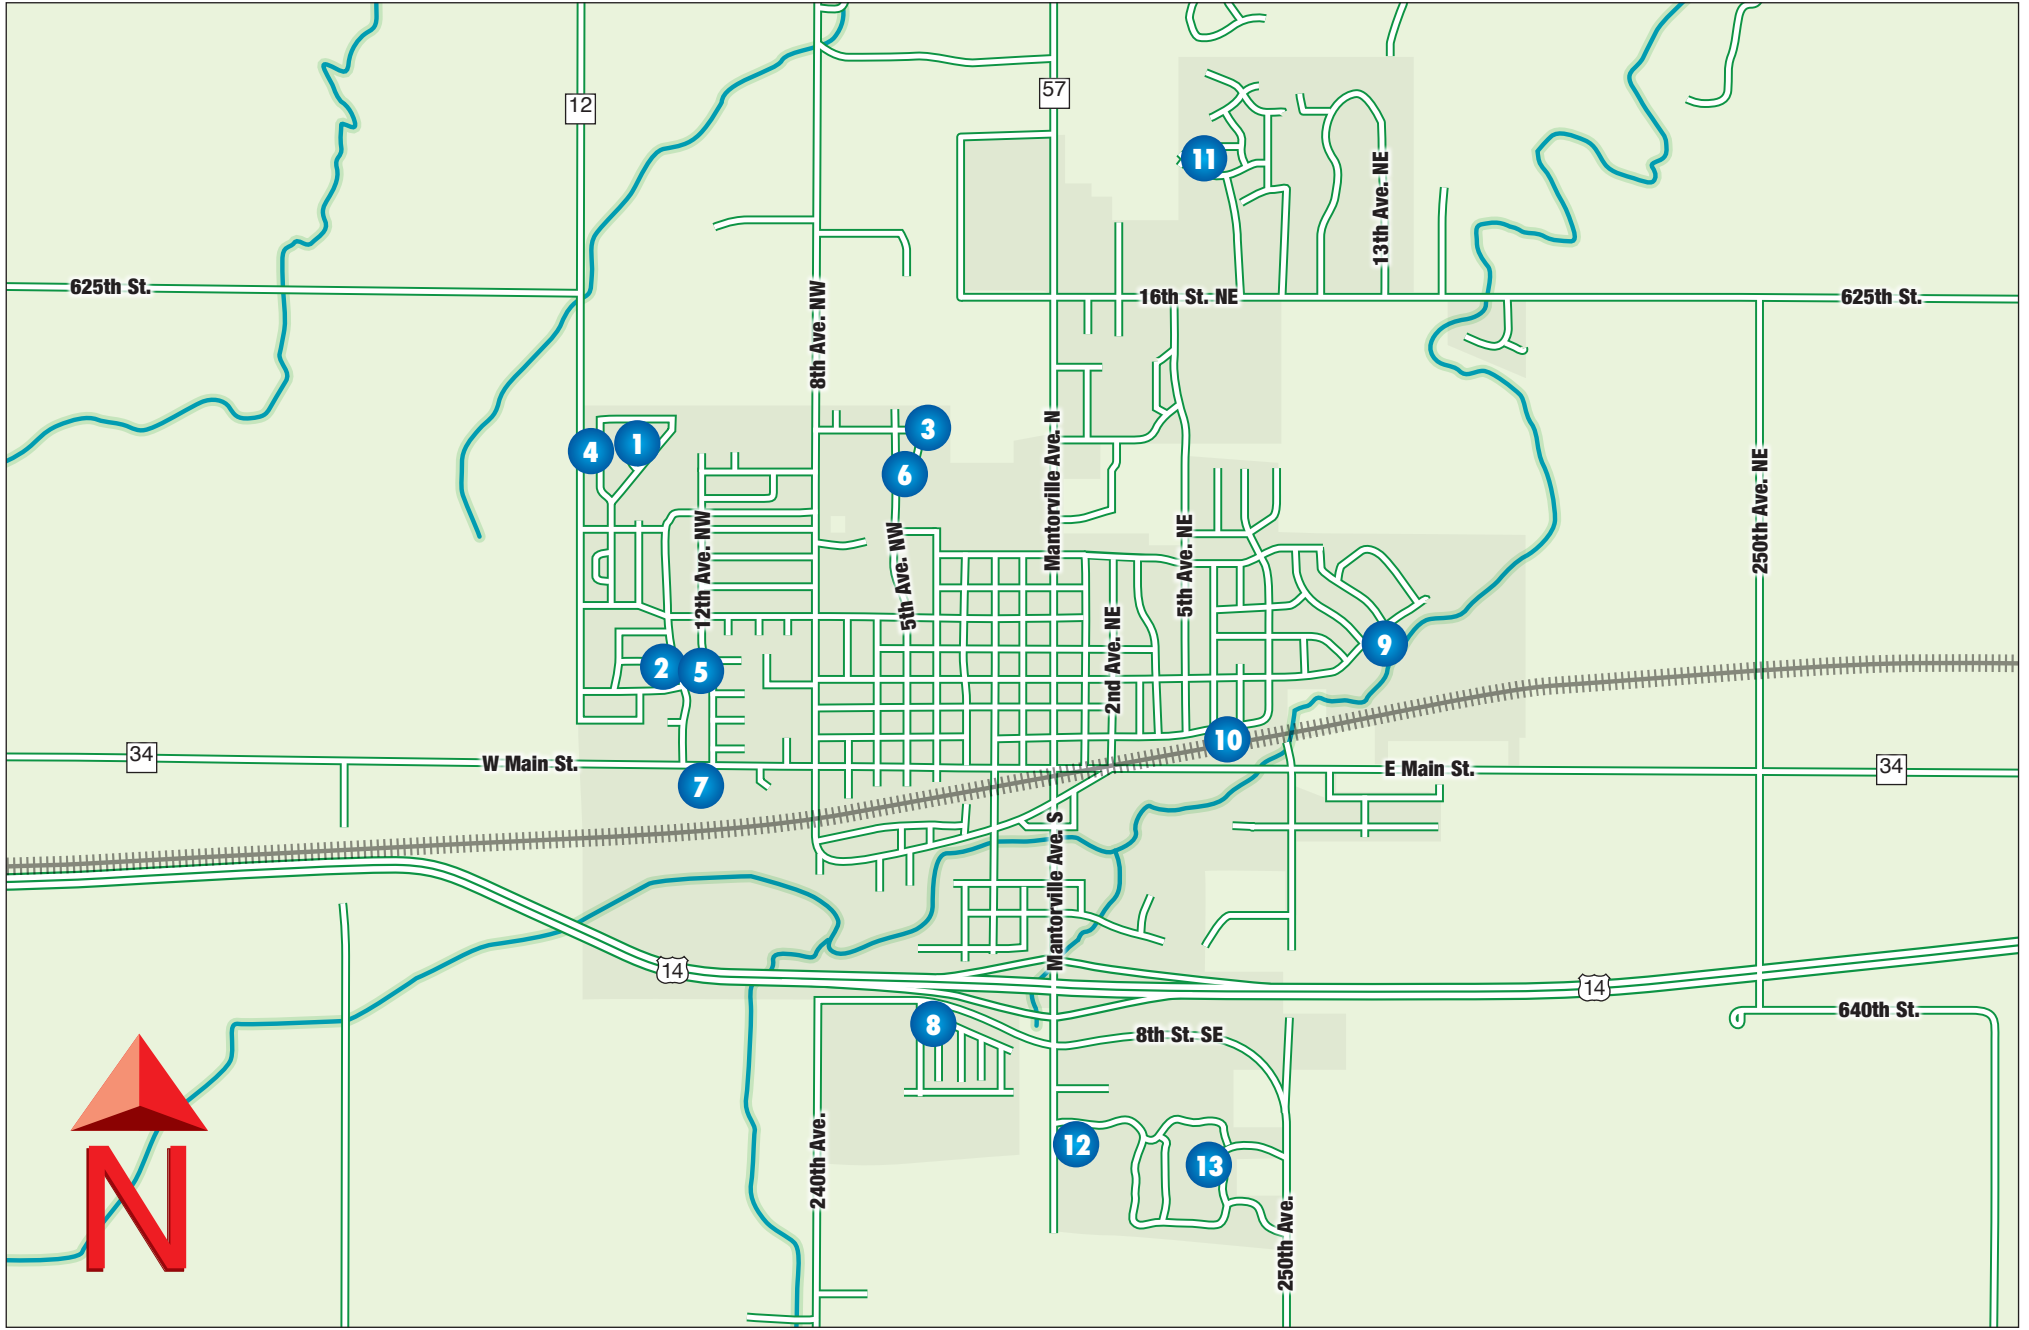 12
57
11
13th Ave. NE
625th St.
16th St. NE
625th St.
8th Ave. NW
3
4
1
6
Mantorville Ave. N
250th Ave. NE
12th Ave. NW
5th Ave. NW
5th Ave. NE
2nd Ave. NE
9
2
5
10
34
W Main St.
7
E Main St.
34
Mantorville Ave. S
14
14
8
8th St. SE
640th St.
240th Ave.
12
13
250th Ave.
N